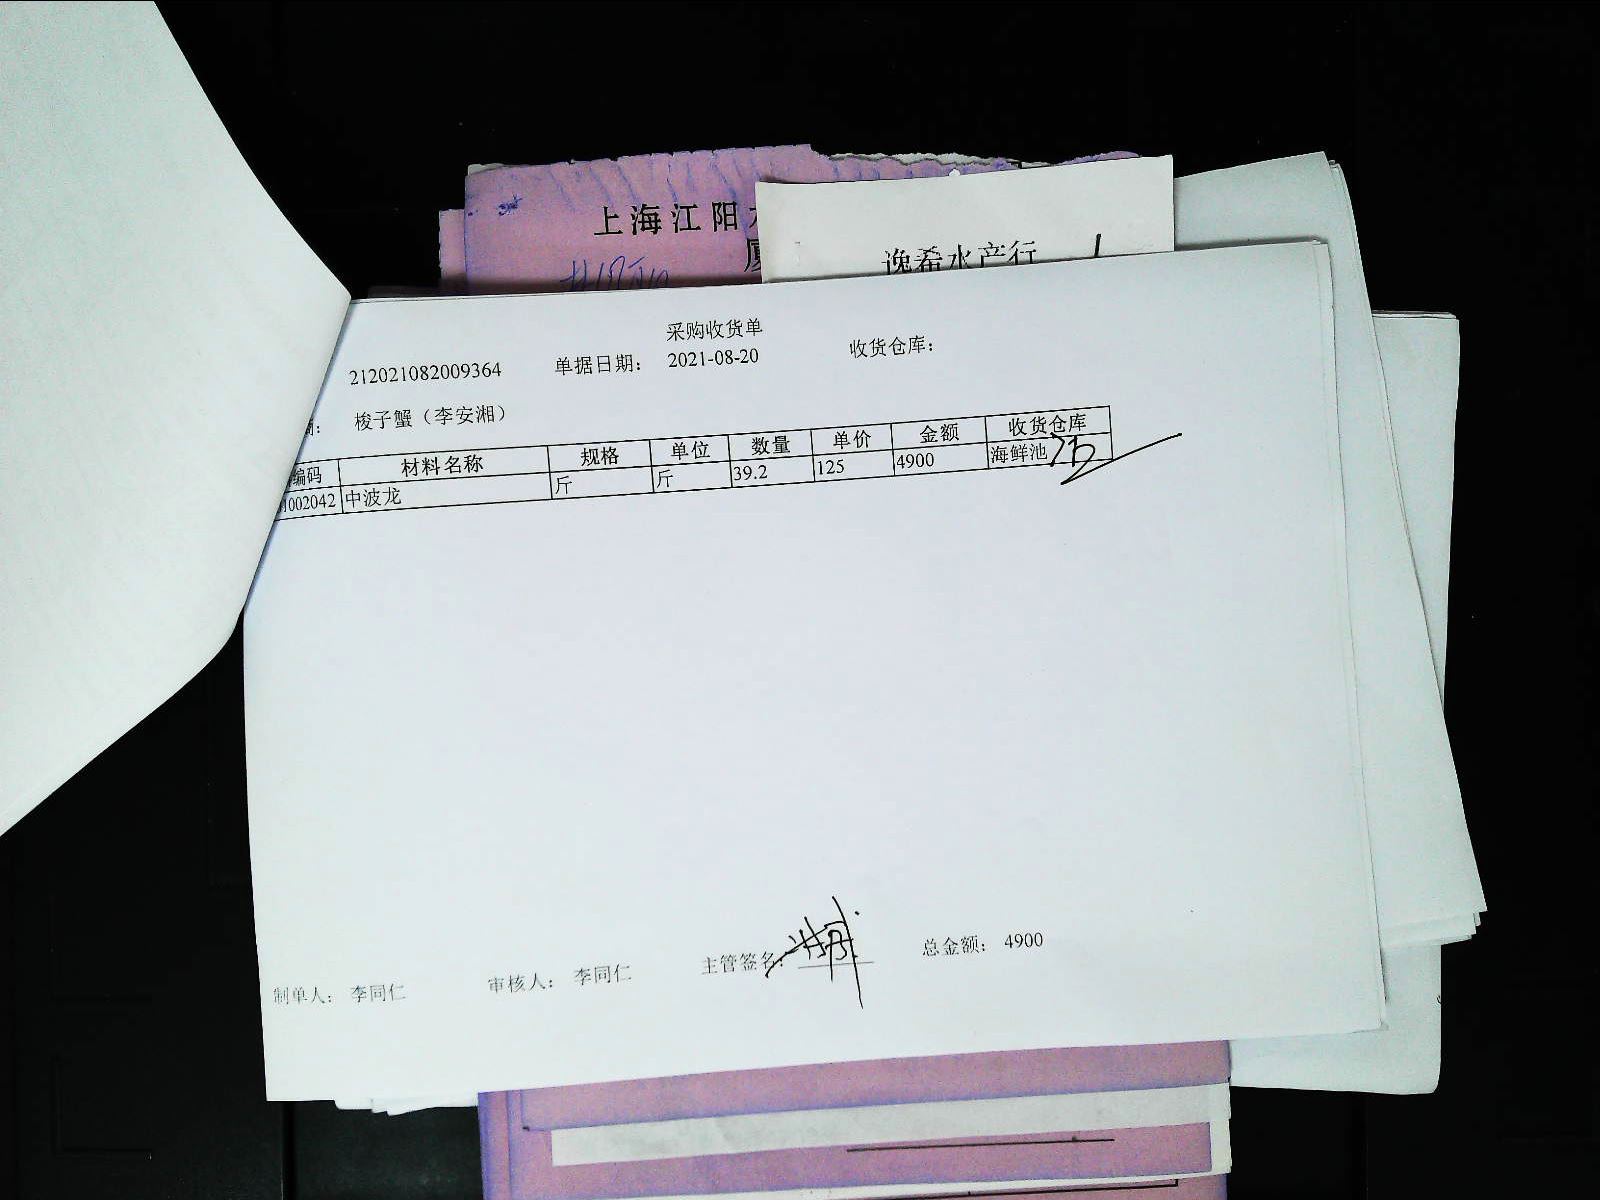 上海江阳
逸希水产行
采购收货单
212021082009364 单据日期: 2021-08-20 收货仓库:
梭子蟹（李安湘）
编码 材料名称 规格 单位 数量 单价 金额 收货仓库
1002042 中波龙 斤 斤 39.2 125 4900 海鲜池
制单人: 李同仁 审核人: 李同仁 主管签名: 总金额: 4900